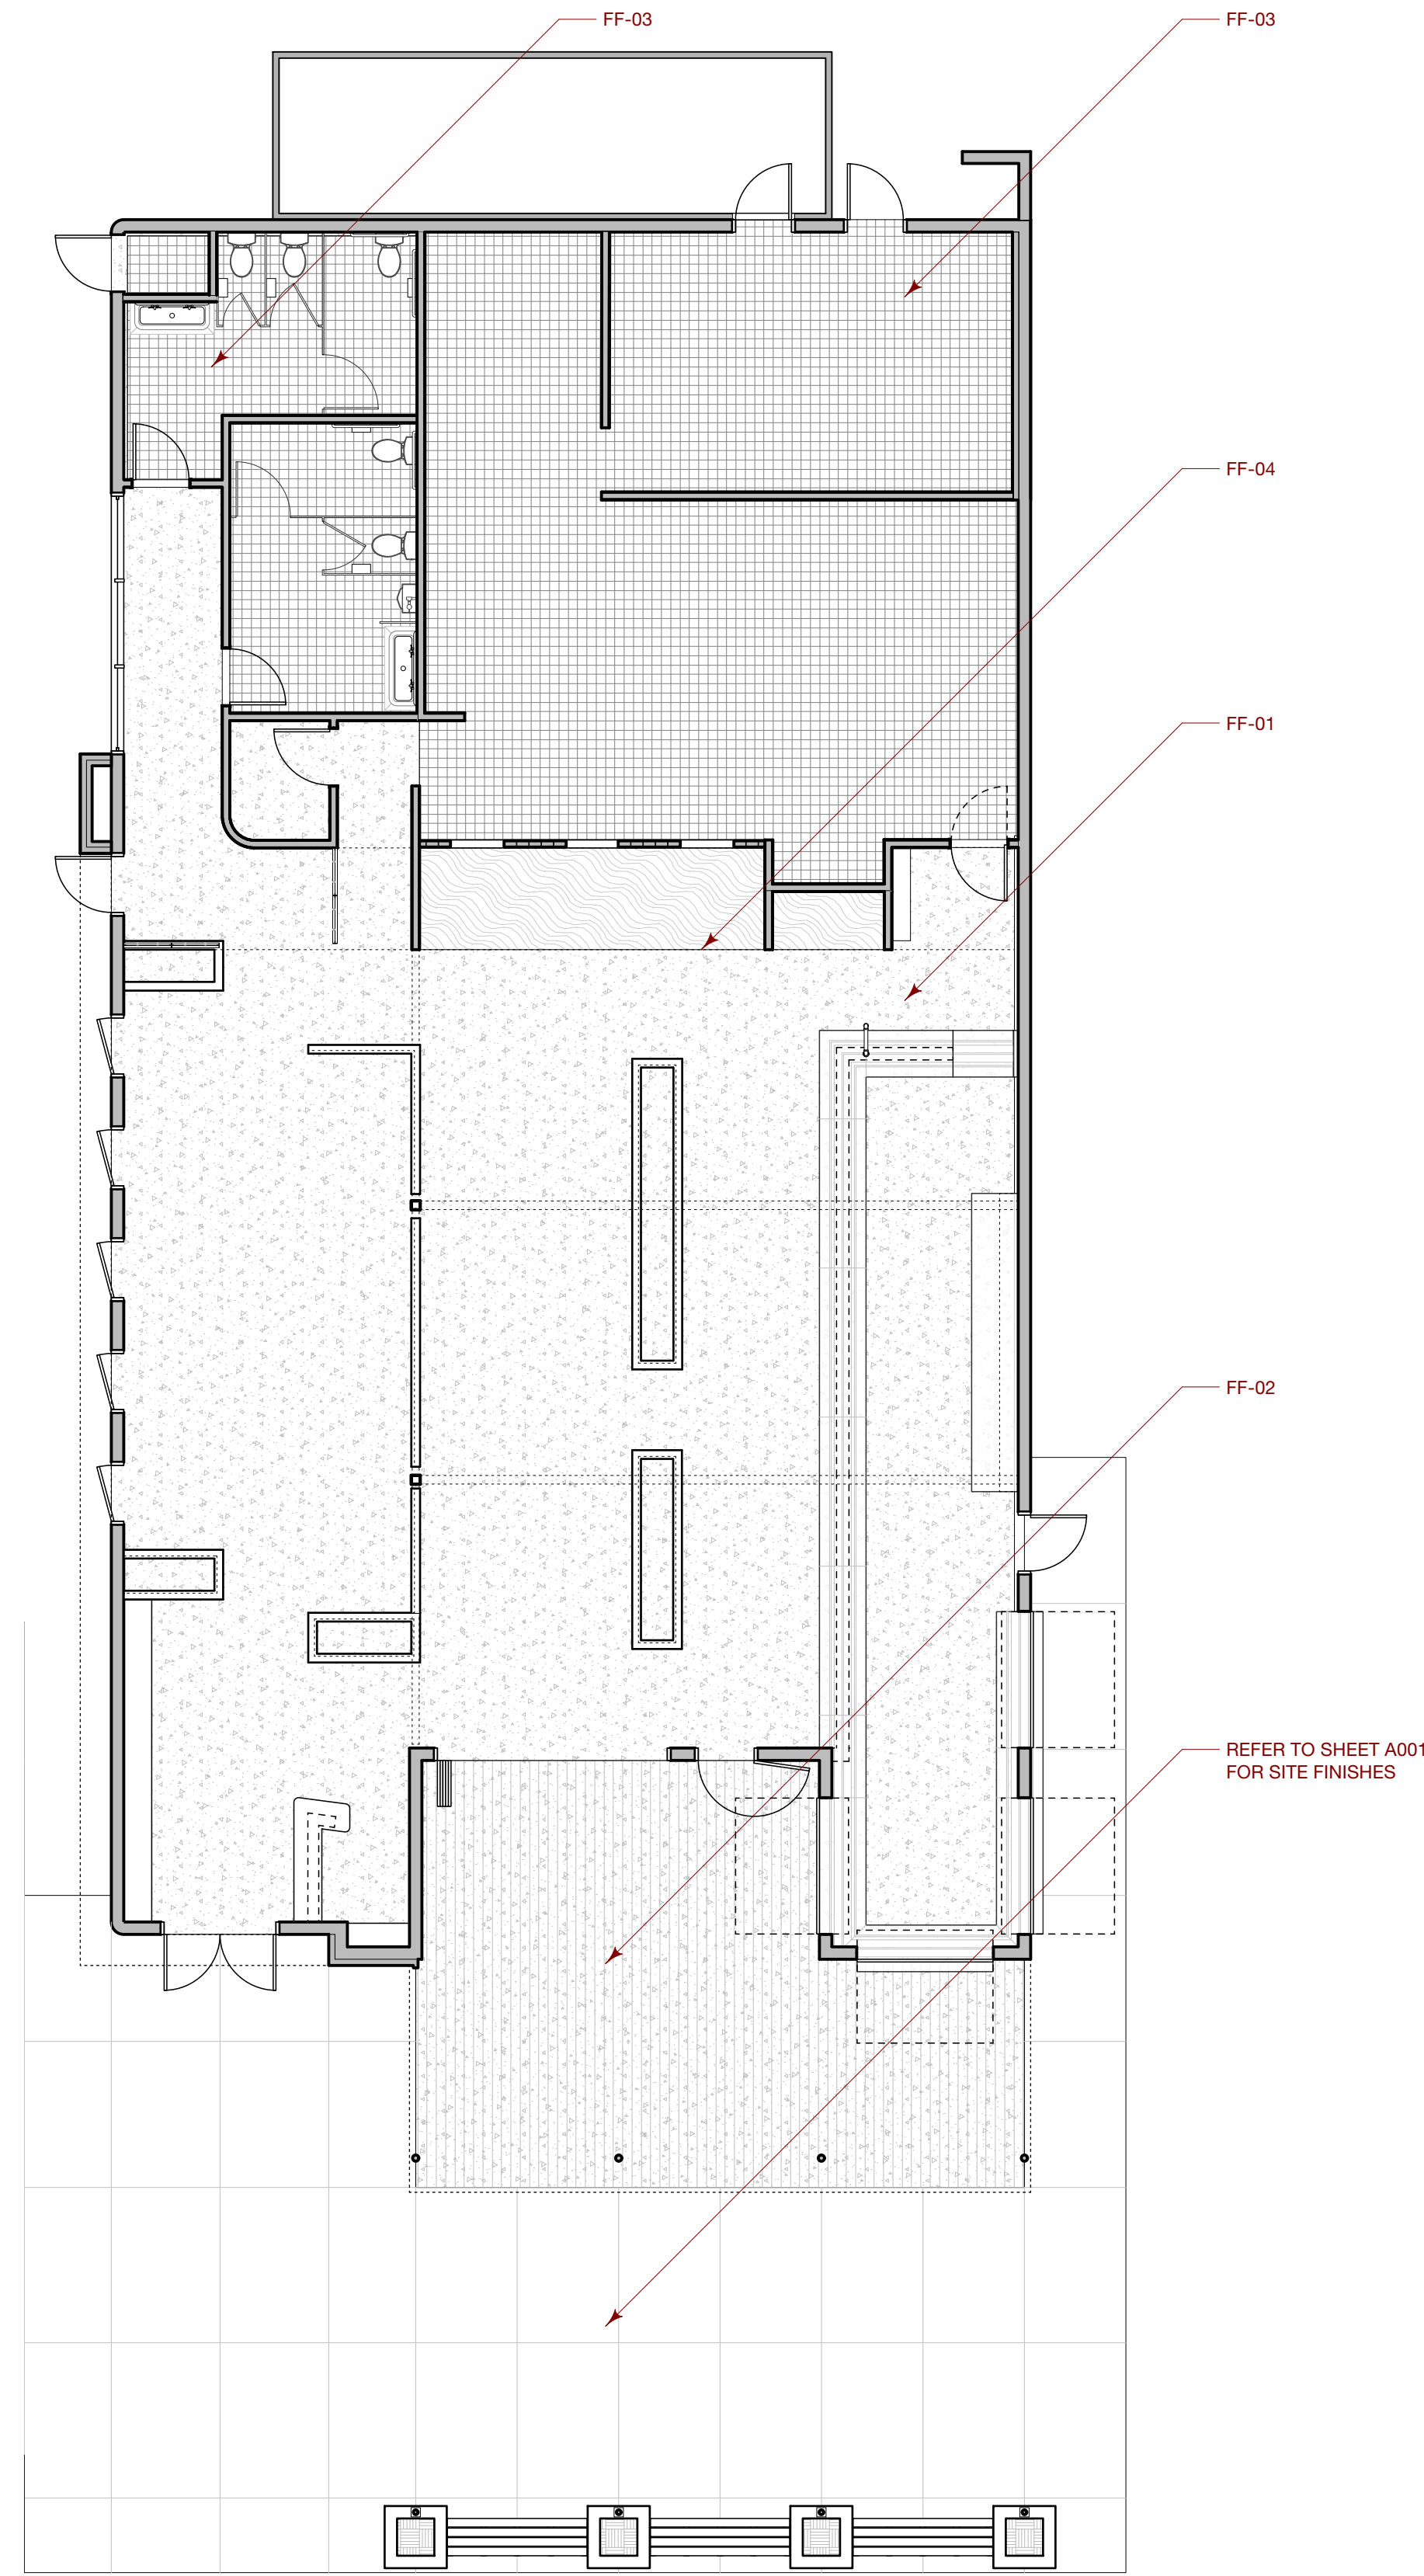 FF-03
FF-03
FF-04
FF-01
FF-02
REFER TO SHEET A001
FOR SITE FINISHES